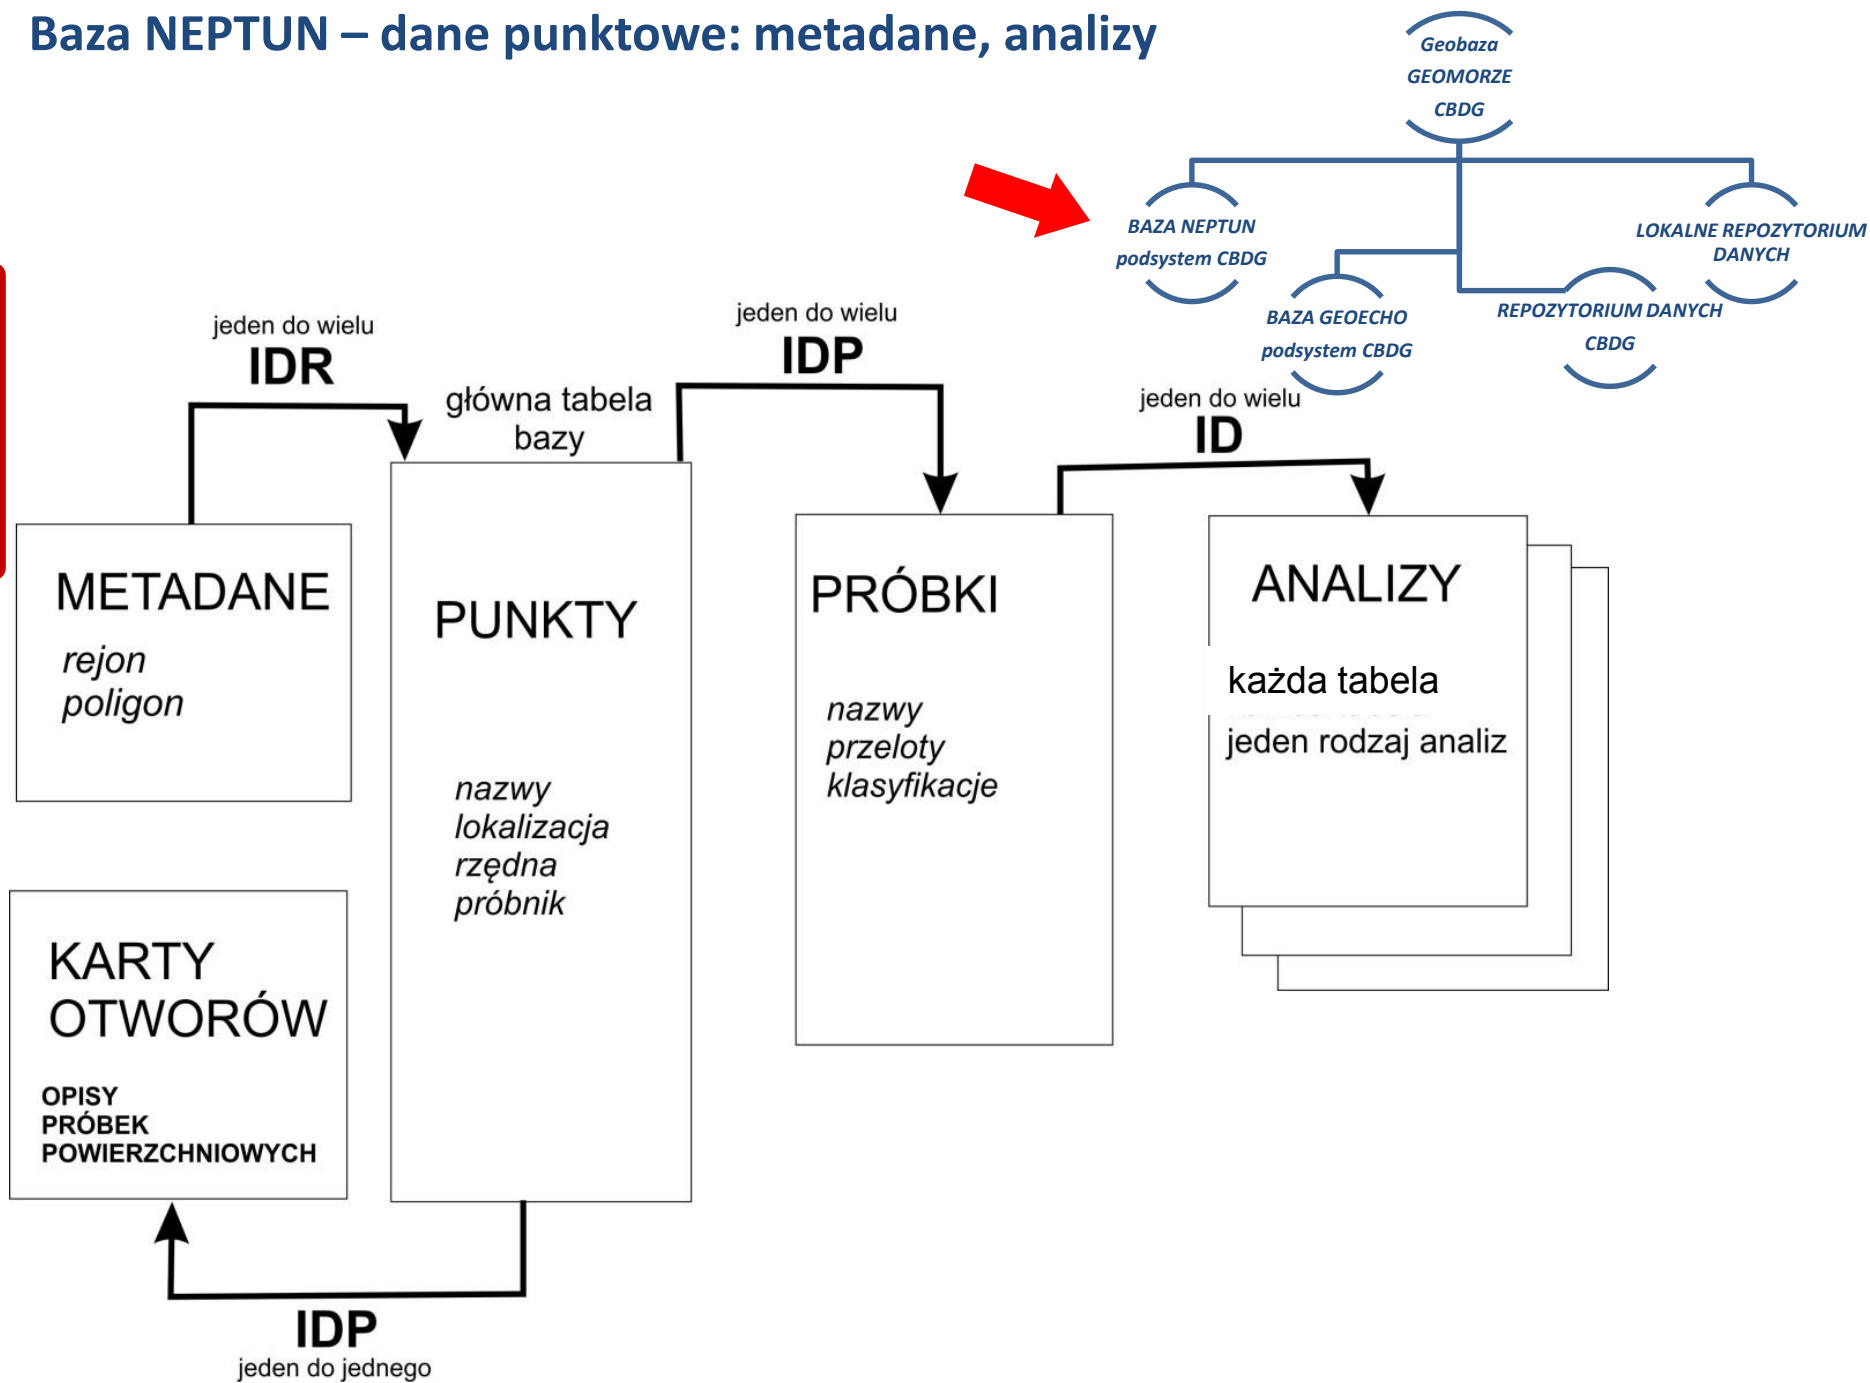 Baza NEPTUN – dane punktowe: metadane, analizy
Geobaza
GEOMORZE
CBDG
BAZA NEPTUN
podsystem CBDG
BAZA GEOECHO
podsystem CBDG
REPOZYTORIUM DANYCH
CBDG
LOKALNE REPOZYTORIUM
DANYCH
jeden do wielu
IDR
główna tabela
bazy
jeden do wielu
IDP
jeden do wielu
ID
METADANE
rejon
poligon
PUNKTY
nazwy
lokalizacja
rzędna
próbnik
PRÓBKI
nazwy
przeloty
klasyfikacje
ANALIZY
każda tabela
jeden rodzaj analiz
KARTY
OTWORÓW
OPISY
PRÓBEK
POWIERZCHNIOWYCH
IDP
jeden do jednego